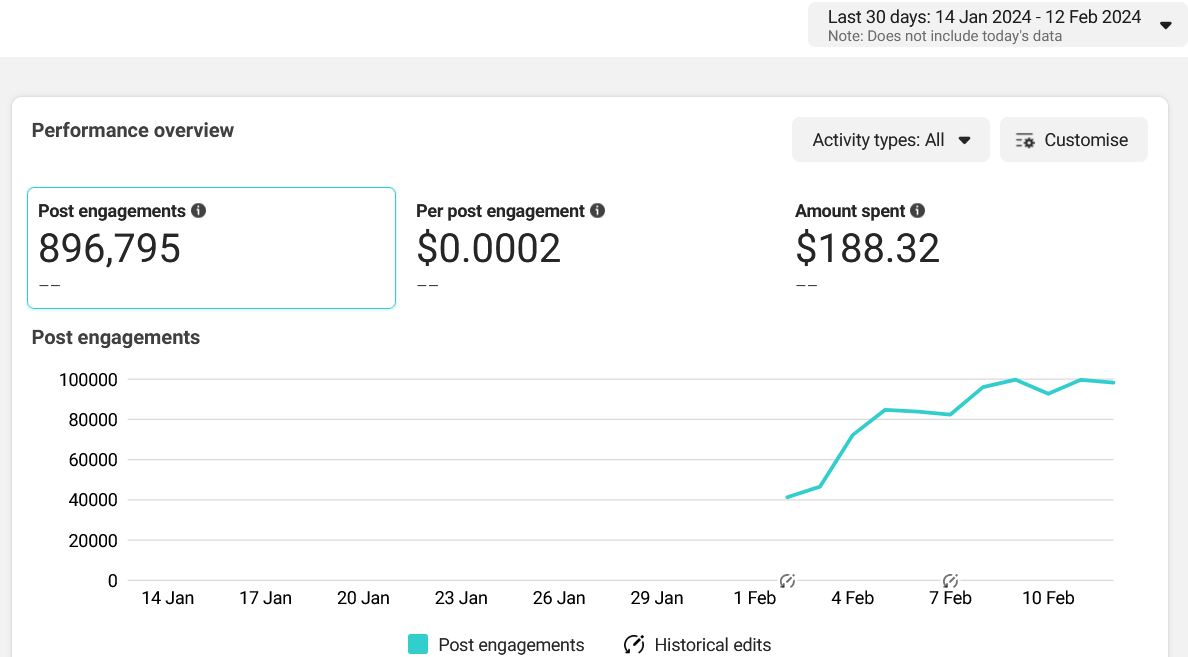 Last 30 days: 14 Jan 2024 - 12 Feb 2024
Note: Does not include today's data
Performance overview
Activity types: All
Customise
Post engagements
896,795
––
Per post engagement
$0.0002
––
Amount spent
$188.32
––
Post engagements
100000
80000
60000
40000
20000
0
14 Jan 17 Jan 20 Jan 23 Jan 26 Jan 29 Jan 1 Feb 4 Feb 7 Feb 10 Feb
Post engagements Historical edits